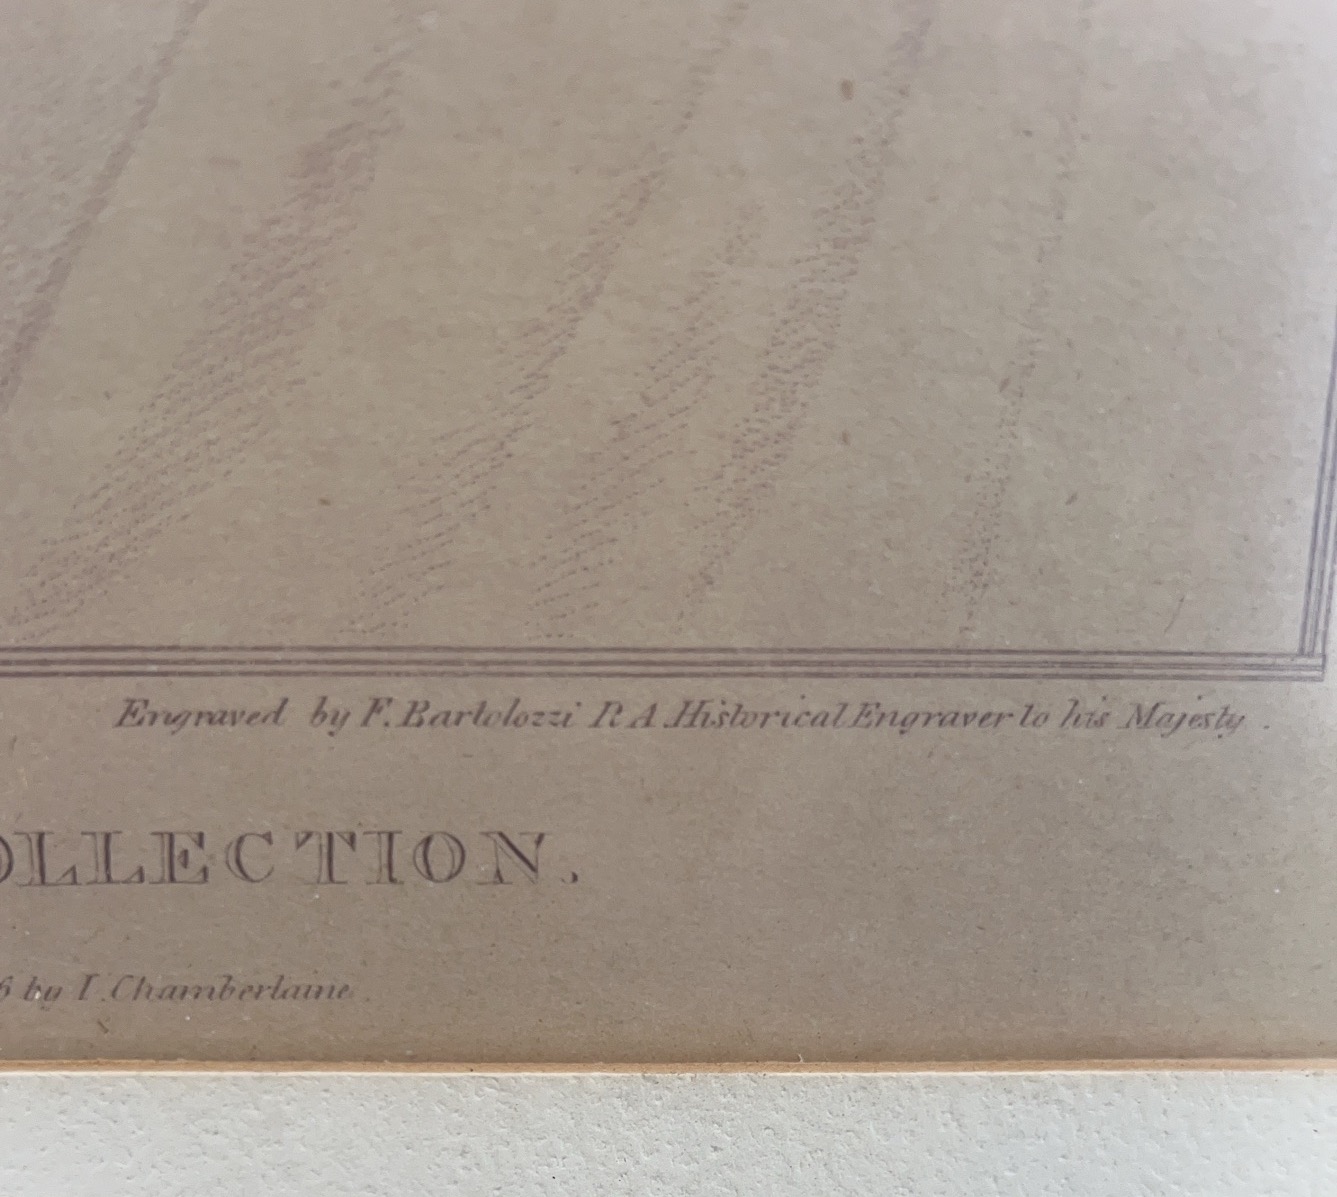 Engraved by F. Bartolozzi R A. Historical Engraver to his Majesty .
OLLECTION.
6 by I. Chamberlaine.